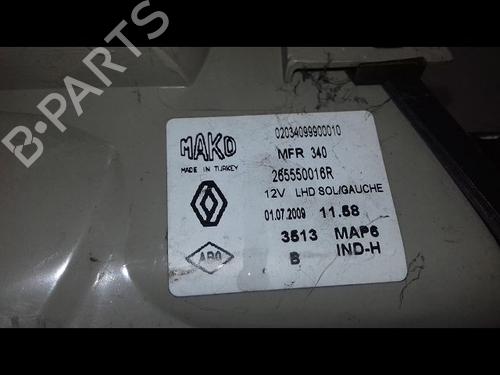 B-PARTS
MAKO
MADE IN TURKEY
02034099900010
MFR 340
265550016R
12V LHD SOL/GAUCHE
01.07.2009 11.58
3513 MAP6
B IND-H